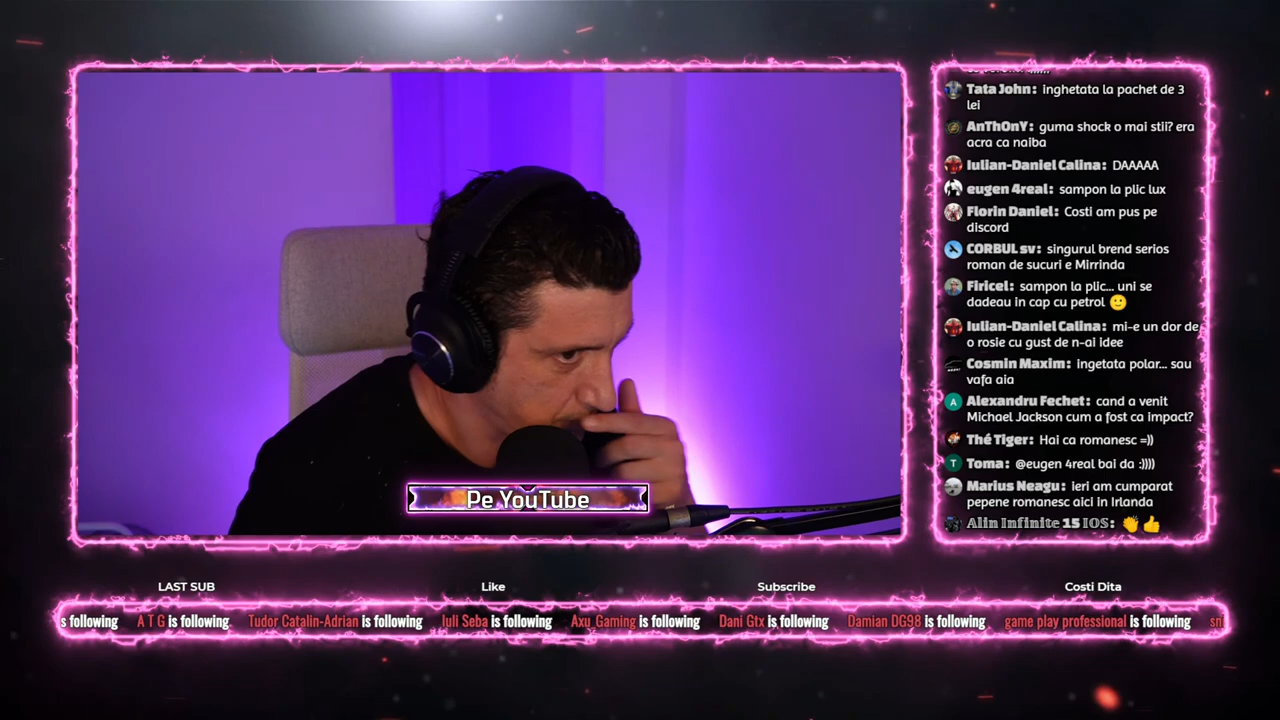 Tata John: inghetata la pachet de 3
lei
AnThOnY: guma shock o mai stii? era
acra ca naiba
Iulian-Daniel Calina: DAAAAA
eugen 4real: sampon la plic lux
Florin Daniel: Costi am pus pe
discord
CORBUL sv: singurul brend serios
roman de sucuri e Mirrinda
Firicel: sampon la plic... uni se
dadeau in cap cu petrol 🙂
Iulian-Daniel Calina: mi-e un dor de
o rosie cu gust de n-ai idee
Cosmin Maxim: ingetata polar... sau
vafa aia
A Alexandru Fechet: cand a venit
Michael Jackson cum a fost ca impact?
Thé Tiger: Hai ca romanesc =))
T Toma: @eugen 4real bai da :))))
Marius Neagu: ieri am cumparat
pepene romanesc aici in Irlanda
𝔸𝕝𝕚𝕟 𝕀𝕟𝕗𝕚𝕟𝕚𝕥𝕖 𝟭𝟱 𝕀𝕆𝕊: 👏👍
Pe YouTube
LAST SUB Like Subscribe Costi Dita
s following A T G is following Tudor Catalin-Adrian is following Iuli Seba is following Axu_Gaming is following Dani Gtx is following Damian DG98 is following game play professional is following